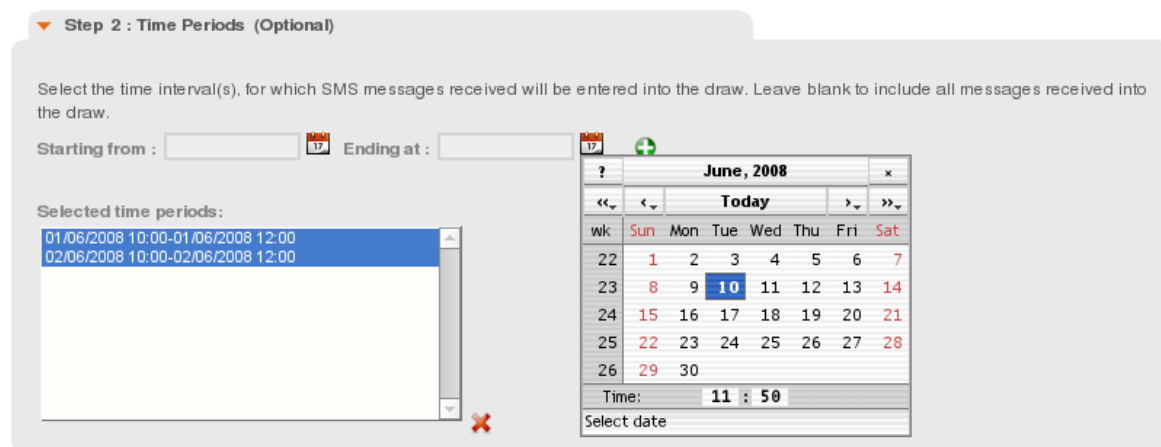 Step 2 : Time Periods (Optional)
Select the time interval(s), for which SMS messages received will be entered into the draw. Leave blank to include all messages received into
the draw.
Starting from : 17 Ending at : 17
Selected time periods:
01/06/2008 10:00-01/06/2008 12:00
02/06/2008 10:00-02/06/2008 12:00
? June, 2008 ×
« ‹ Today › »
wk Sun Mon Tue Wed Thu Fri Sat
22 1 2 3 4 5 6 7
23 8 9 10 11 12 13 14
24 15 16 17 18 19 20 21
25 22 23 24 25 26 27 28
26 29 30
Time: 11 : 50
Select date